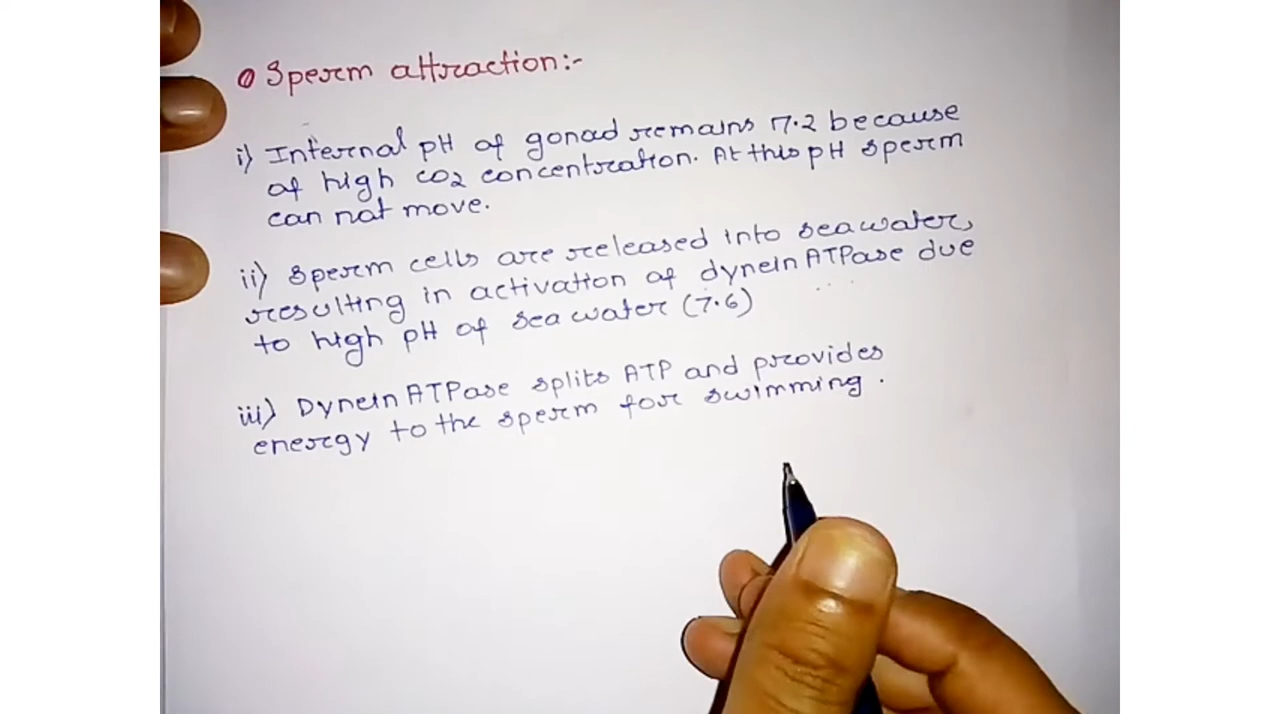 Sperm attraction:-
i) Internal pH of gonad remains 7.2 because
of high CO2 concentration. At this pH sperm
can not move.
ii) Sperm cells are released into sea water,
resulting in activation of dynein ATPase due
to high pH of sea water (7.6)
iii) Dynein ATPase splits ATP and provides
energy to the sperm for swimming.